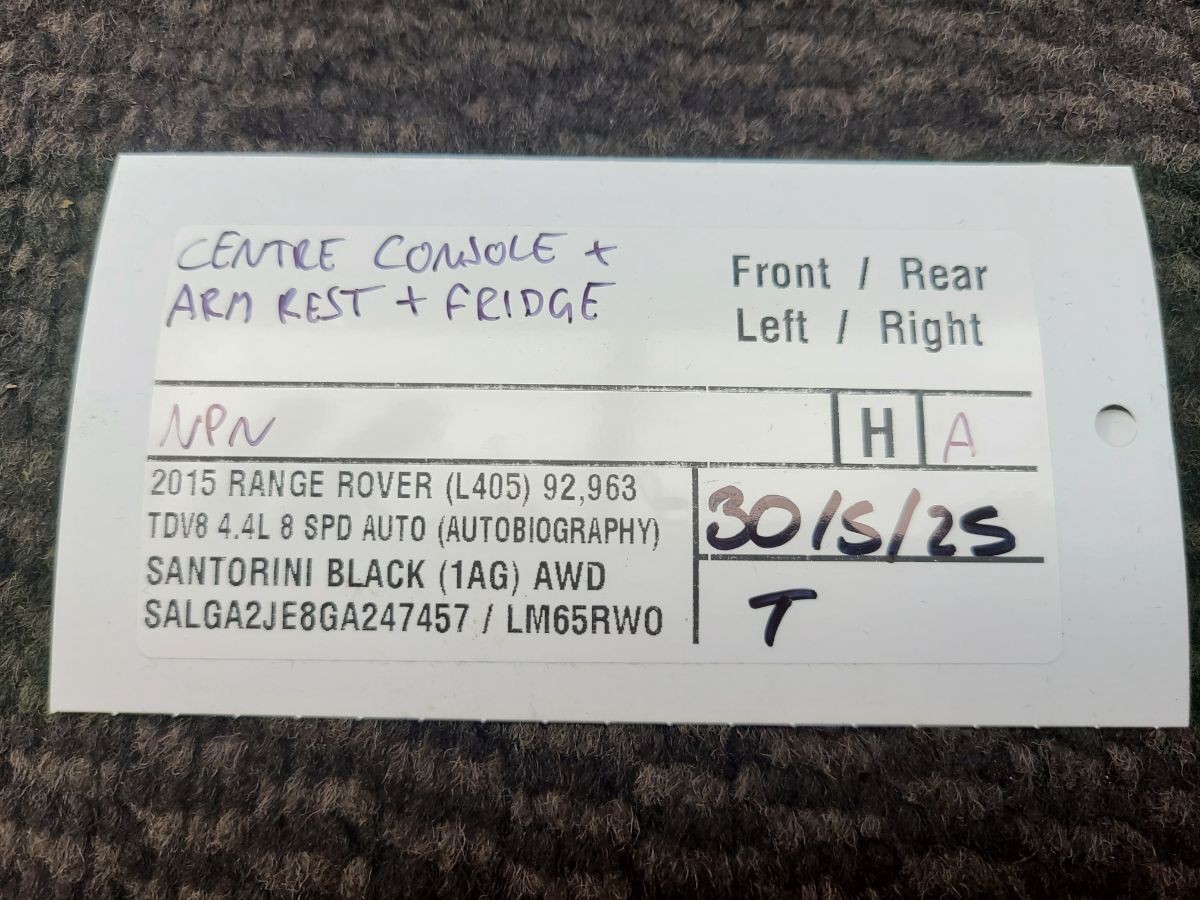 CENTRE CONSOLE +
ARM REST + FRIDGE
Front / Rear
Left / Right
NPN
H
A
2015 RANGE ROVER (L405) 92,963
TDV8 4.4L 8 SPD AUTO (AUTOBIOGRAPHY)
SANTORINI BLACK (1AG) AWD
SALGA2JE8GA247457 / LM65RWO
30/5/25
T